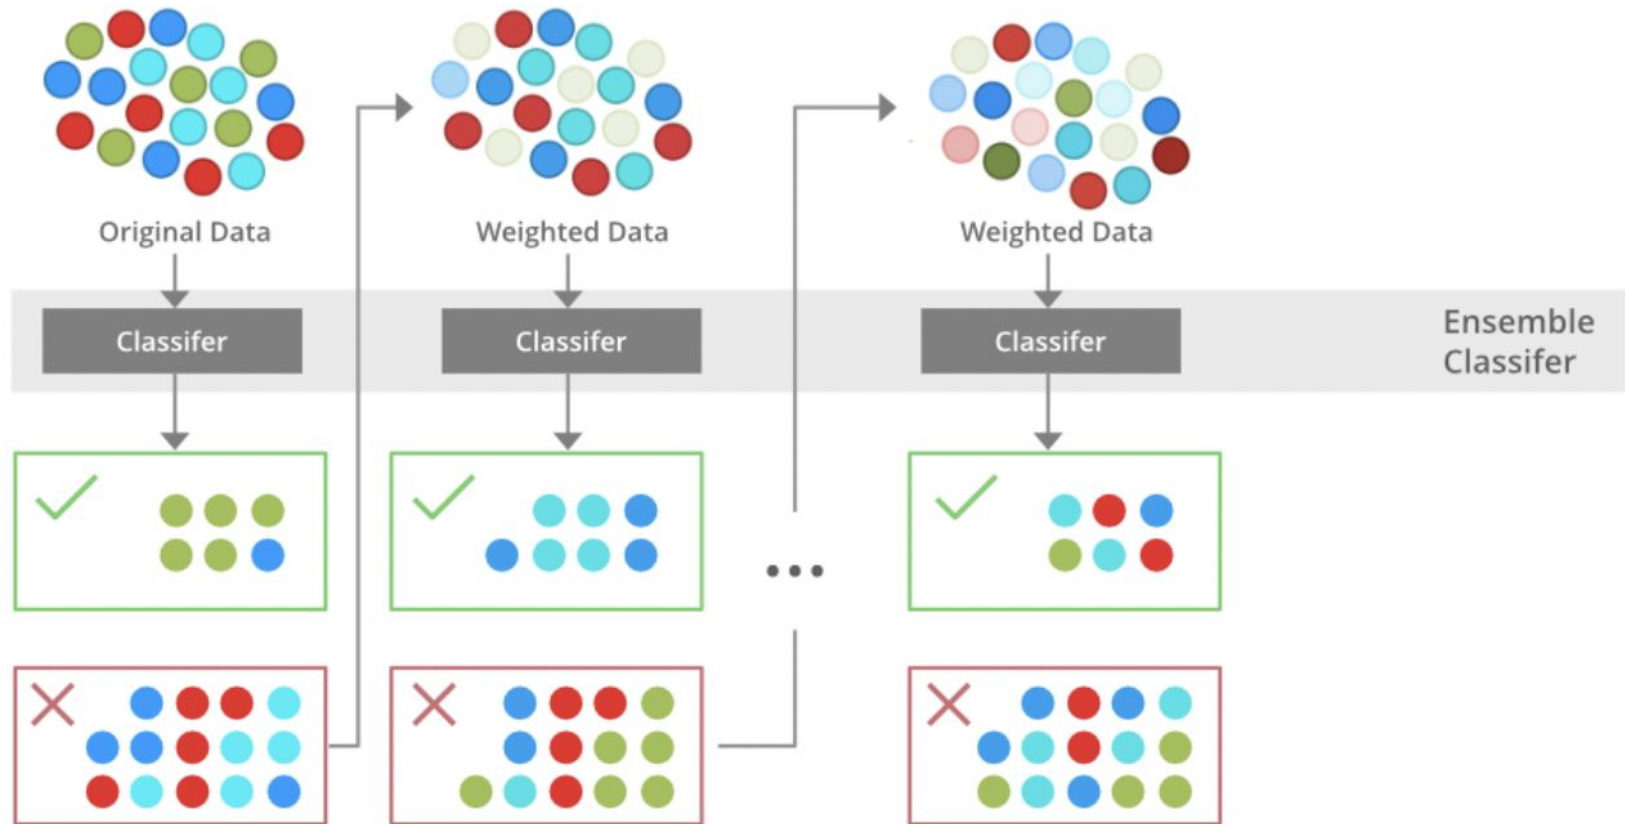 Original Data
Weighted Data
Weighted Data
Classifer
Classifer
Classifer
Ensemble
Classifer
...